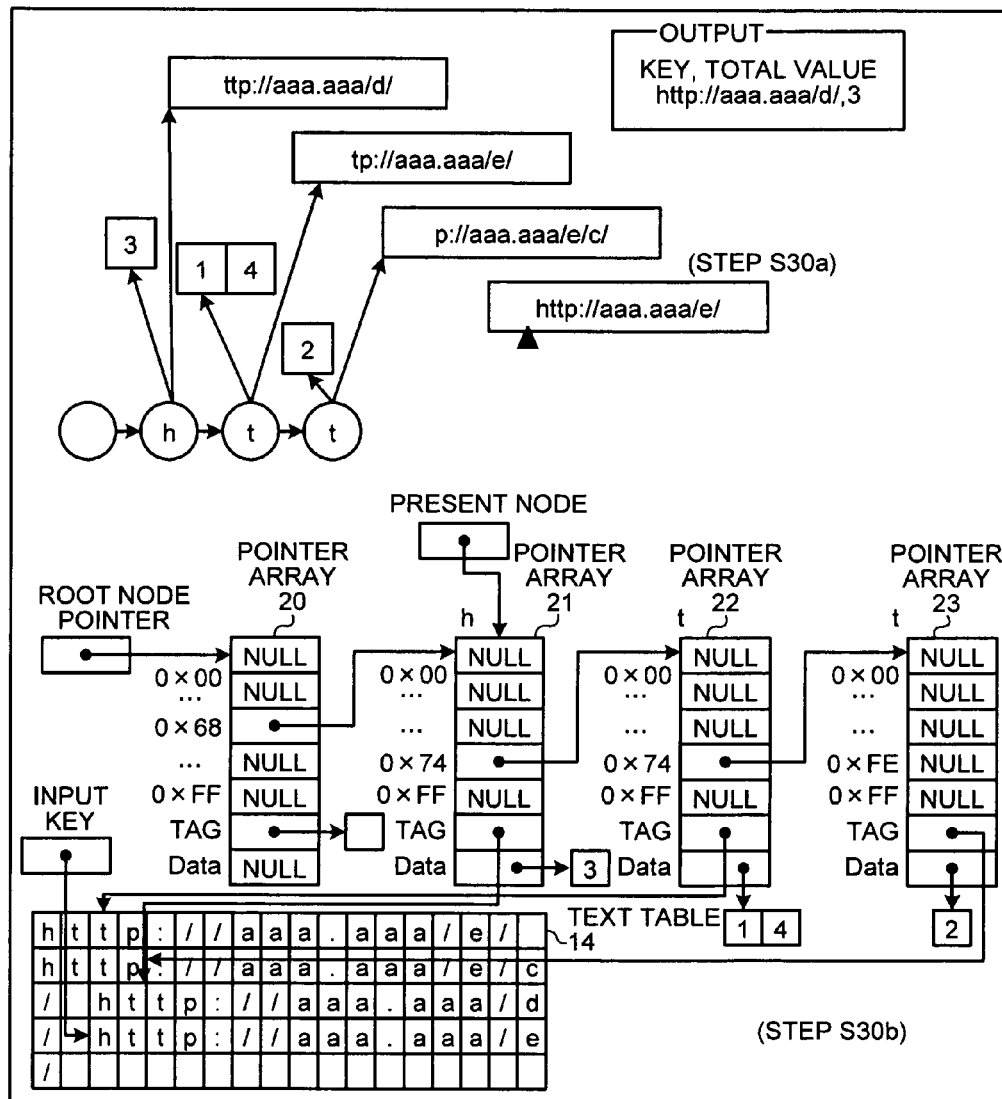 OUTPUT
KEY, TOTAL VALUE
http://aaa.aaa/d/,3
ttp://aaa.aaa/d/
tp://aaa.aaa/e/
p://aaa.aaa/e/c/
3
1 4
2
(STEP S30a)
http://aaa.aaa/e/
h t t
PRESENT NODE
ROOT NODE
POINTER
POINTER
ARRAY
20
POINTER
ARRAY
21
POINTER
ARRAY
22
POINTER
ARRAY
23
h t t
NULL NULL NULL NULL
0×00 NULL 0×00 NULL 0×00 NULL 0×00 NULL
... ... ... ...
0×68 ... NULL ... NULL ... NULL
... NULL 0×74 0×74 0×FE NULL
0×FF NULL 0×FF NULL 0×FF NULL 0×FF NULL
INPUT
KEY
TAG TAG TAG TAG
Data NULL Data 3 Data Data
TEXT TABLE
14
1 4
2
h t t p : / / a a a . a a a / e /
h t t p : / / a a a . a a a / e / c
/ h t t p : / / a a a . a a a / d
/ h t t p : / / a a a . a a a / e
/
(STEP S30b)